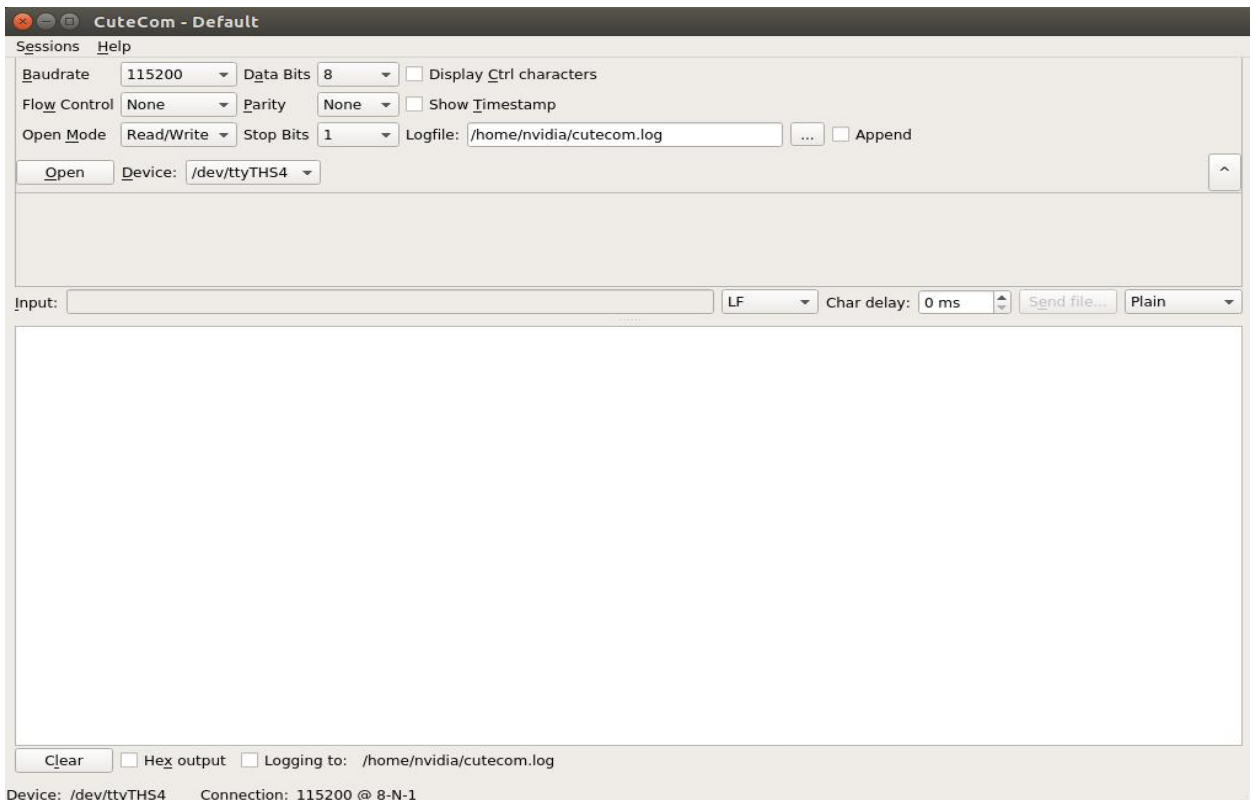 CuteCom - Default
Sessions Help
Baudrate 115200 Data Bits 8 Display Ctrl characters
Flow Control None Parity None Show Timestamp
Open Mode Read/Write Stop Bits 1 Logfile: /home/nvidia/cutecom.log ... Append
Open Device: /dev/ttyTHS4 ^
Input: LF Char delay: 0 ms Send file... Plain
Clear Hex output Logging to: /home/nvidia/cutecom.log
Device: /dev/ttyTHS4 Connection: 115200 @ 8-N-1